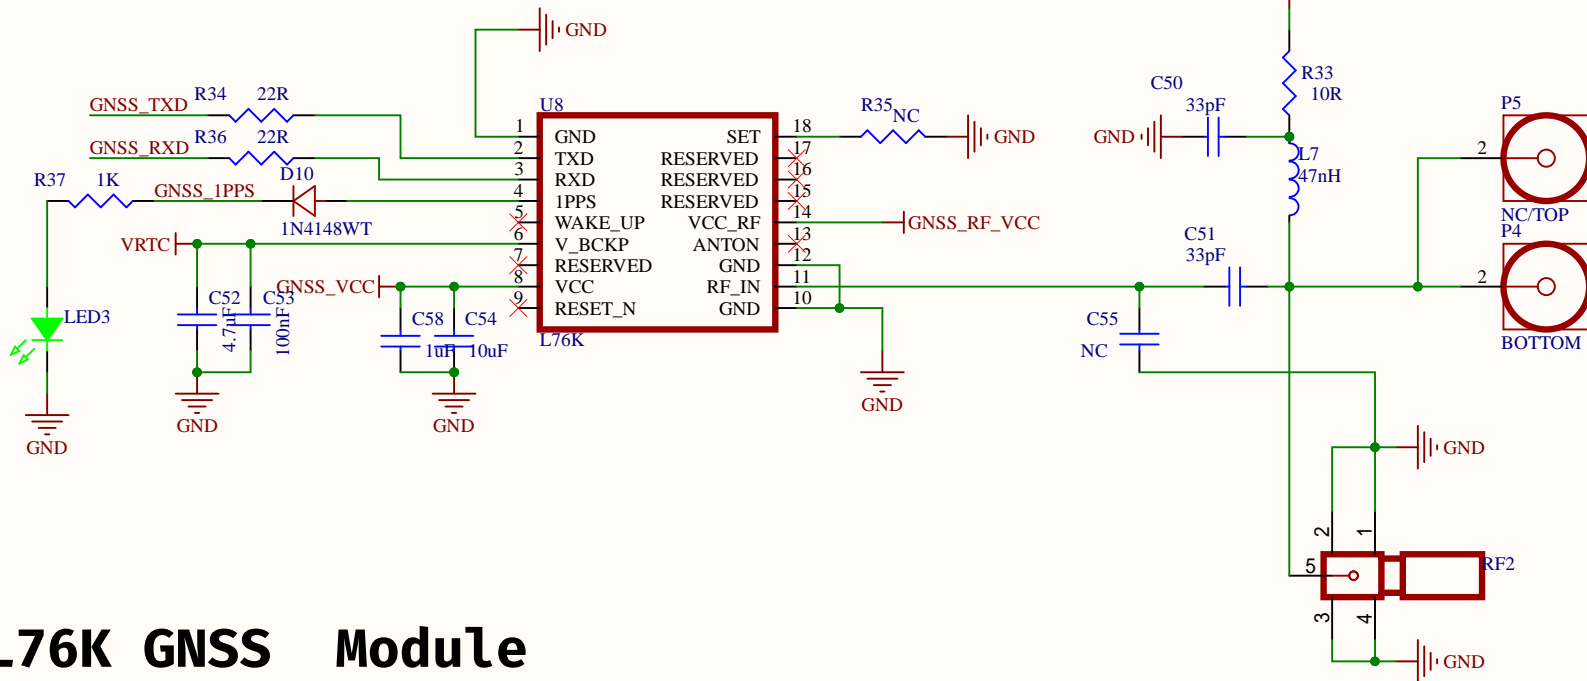 GND
GNSS_TXD R34 22R
GNSS_RXD R36 22R
R37 1K GNSS_1PPS D10
1N4148WT
VRTC
GNSS_VCC
C52 4.7uF
C53 100nF
C58 1uF
C54 10uF
LED3
GND
GND
GND
U8
1 GND SET 18
2 TXD RESERVED 17
3 RXD RESERVED 16
4 1PPS RESERVED 15
5 WAKE_UP VCC_RF 14
6 V_BCKP ANTON 13
7 RESERVED GND 12
8 VCC RF_IN 11
9 RESET_N GND 10
L76K
R35 NC GND
GNSS_RF_VCC
GND
C50
33pF
GND
R33
10R
L7
47nH
C51
33pF
C55
NC
P5
2
NC/TOP
P4
2
BOTTOM
GND
2 1
5 RF2
3 4
GND
L76K GNSS Module